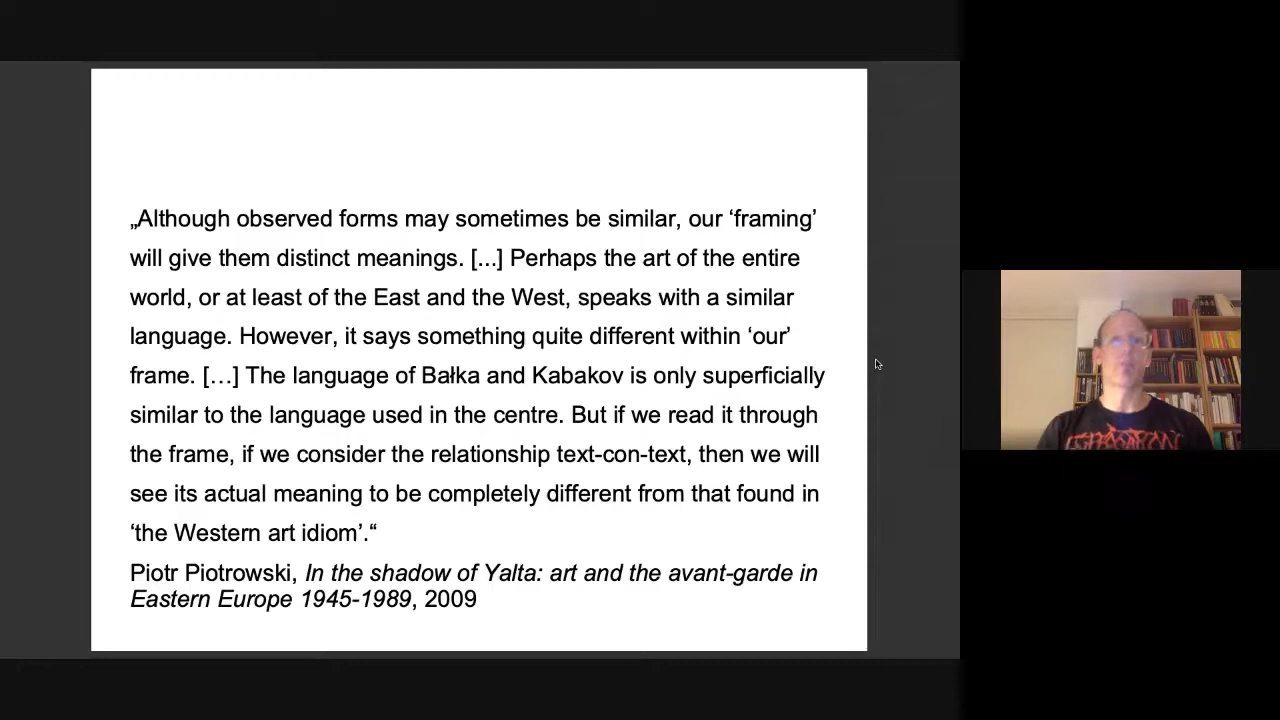 „Although observed forms may sometimes be similar, our ‘framing’
will give them distinct meanings. [...] Perhaps the art of the entire
world, or at least of the East and the West, speaks with a similar
language. However, it says something quite different within ‘our’
frame. […] The language of Bałka and Kabakov is only superficially
similar to the language used in the centre. But if we read it through
the frame, if we consider the relationship text-con-text, then we will
see its actual meaning to be completely different from that found in
‘the Western art idiom’.“
Piotr Piotrowski, In the shadow of Yalta: art and the avant-garde in
Eastern Europe 1945-1989, 2009